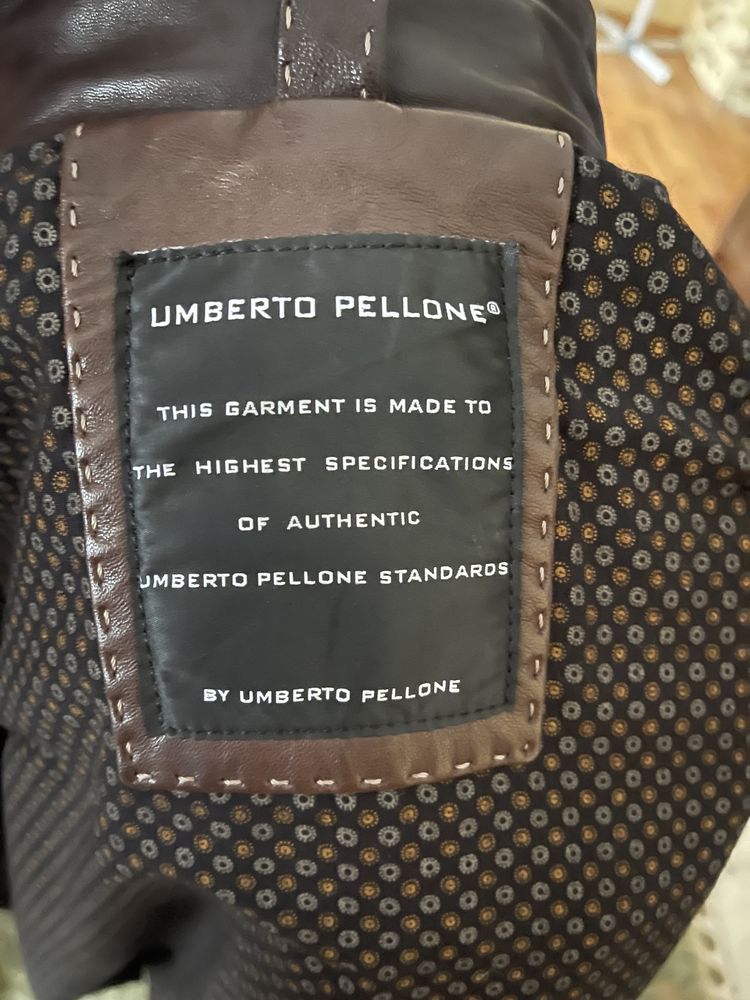 UMBERTO PELLONE®
THIS GARMENT IS MADE TO
THE HIGHEST SPECIFICATIONS
OF AUTHENTIC
UMBERTO PELLONE STANDARDS
BY UMBERTO PELLONE